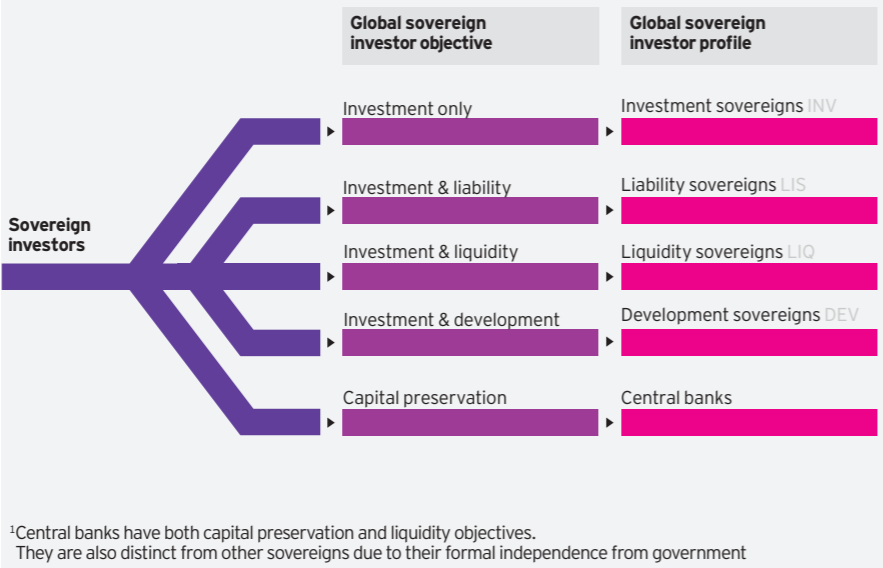 Global sovereign
investor objective
Global sovereign
investor profile
Sovereign
investors
Investment only
Investment sovereigns INV
Investment & liability
Liability sovereigns LIS
Investment & liquidity
Liquidity sovereigns LIQ
Investment & development
Development sovereigns DEV
Capital preservation
Central banks
¹Central banks have both capital preservation and liquidity objectives.
They are also distinct from other sovereigns due to their formal independence from government